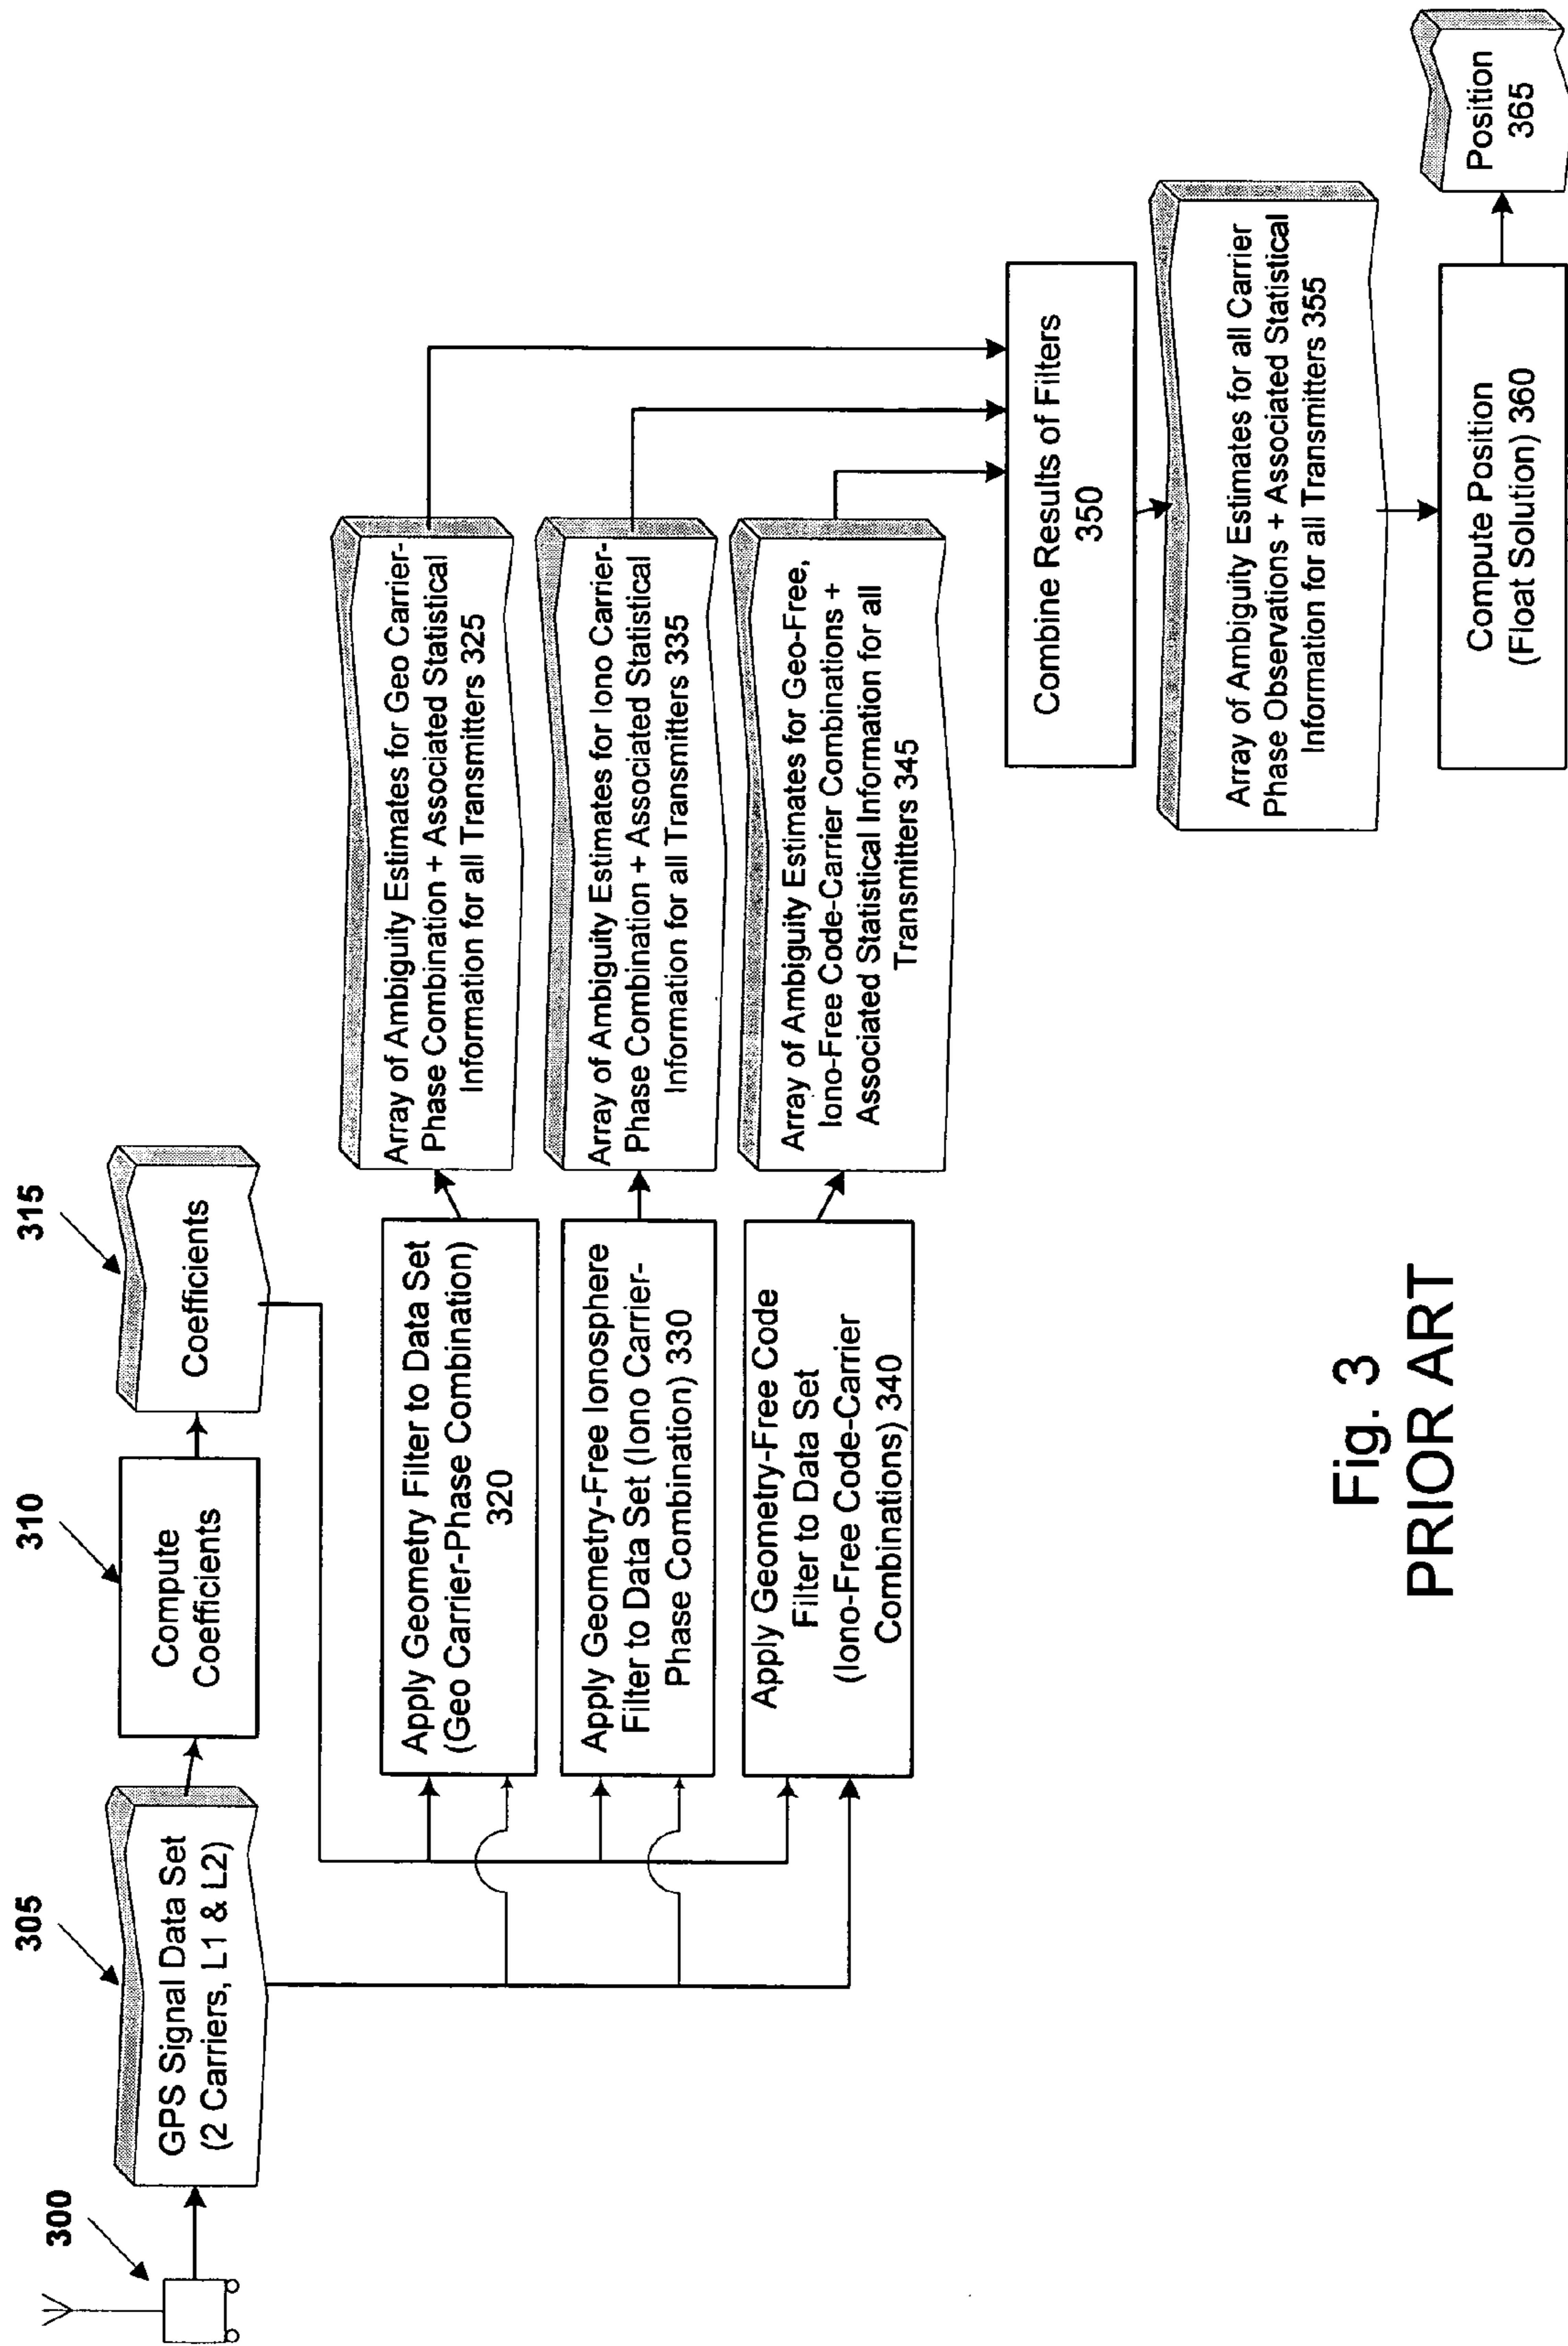 300
305
GPS Signal Data Set
(2 Carriers, L1 & L2)
310
Compute
Coefficients
315
Coefficients
Apply Geometry Filter to Data Set
(Geo Carrier-Phase Combination)
320
Array of Ambiguity Estimates for Geo Carrier-
Phase Combination + Associated Statistical
Information for all Transmitters 325
Apply Geometry-Free Ionosphere
Filter to Data Set (Iono Carrier-
Phase Combination) 330
Array of Ambiguity Estimates for Iono Carrier-
Phase Combination + Associated Statistical
Information for all Transmitters 335
Apply Geometry-Free Code
Filter to Data Set
(Iono-Free Code-Carrier
Combinations) 340
Array of Ambiguity Estimates for Geo-Free,
Iono-Free Code-Carrier Combinations +
Associated Statistical Information for all
Transmitters 345
Combine Results of Filters
350
Array of Ambiguity Estimates for all Carrier
Phase Observations + Associated Statistical
Information for all Transmitters 355
Compute Position
(Float Solution) 360
Position
365
Fig. 3
PRIOR ART